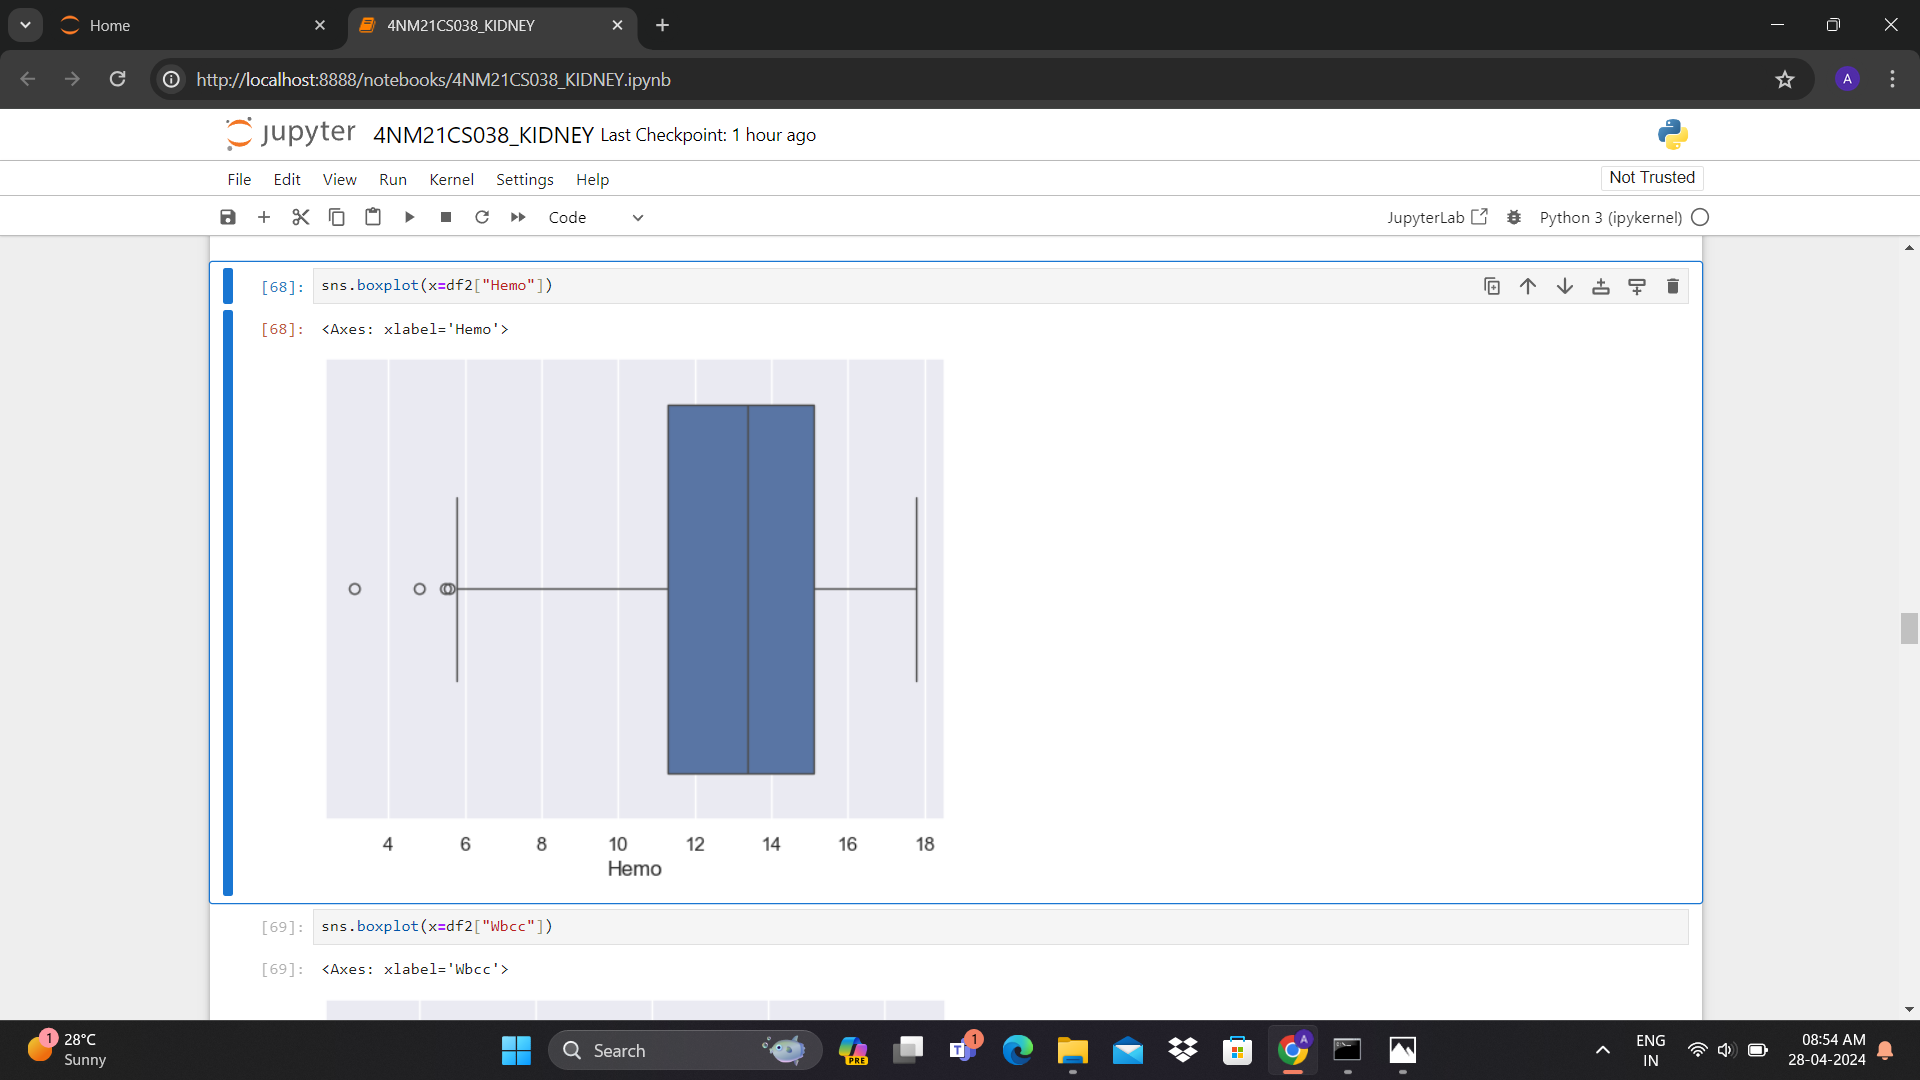 Home
4NM21CS038_KIDNEY
http://localhost:8888/notebooks/4NM21CS038_KIDNEY.ipynb
A
jupyter 4NM21CS038_KIDNEY Last Checkpoint: 1 hour ago
File Edit View Run Kernel Settings Help
Not Trusted
Code
JupyterLab
Python 3 (ipykernel)
[68]: sns.boxplot(x=df2["Hemo"])
[68]: <Axes: xlabel='Hemo'>
4 6 8 10 12 14 16 18
Hemo
[69]: sns.boxplot(x=df2["Wbcc"])
[69]: <Axes: xlabel='Wbcc'>
1
28°C
Sunny
Search
PRE
T
1
A
ENG
IN
08:54 AM
28-04-2024